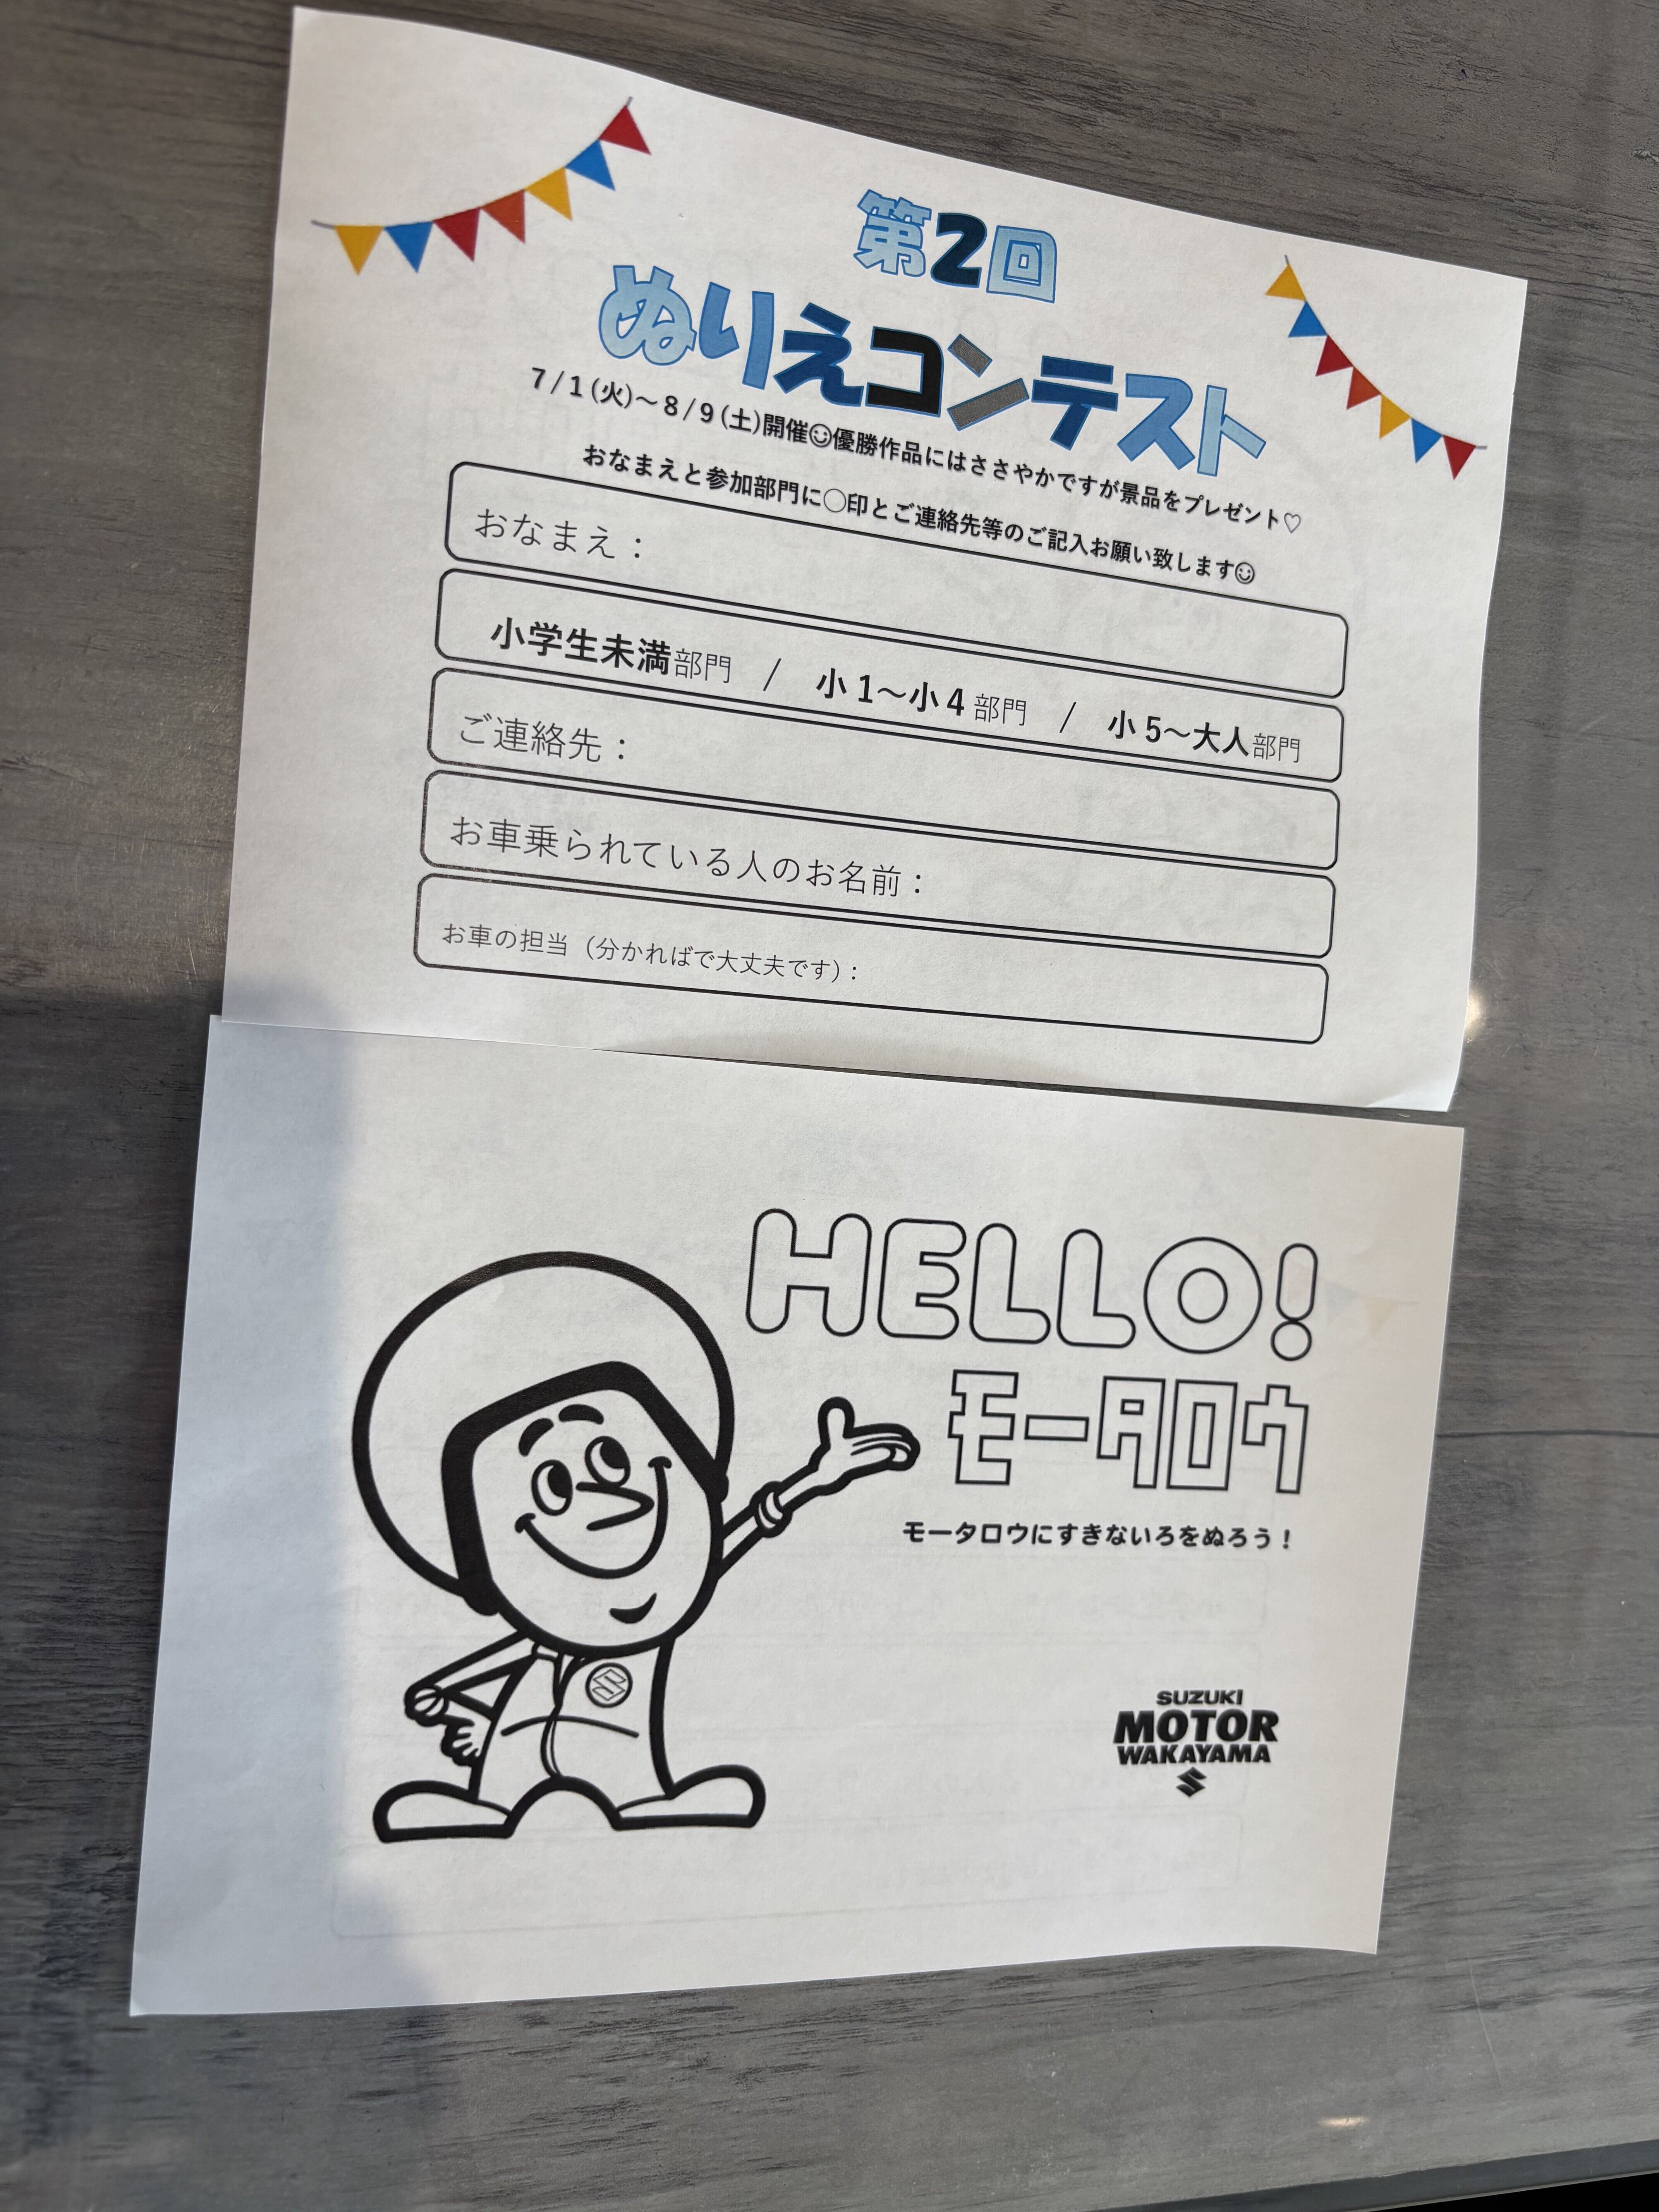 第2回
ぬりえコンテスト
7/1(火)～8/9(土)開催☺優勝作品にはささやかですが景品をプレゼント♡
おなまえと参加部門に○印とご連絡先等のご記入お願い致します☺
おなまえ：
小学生未満部門 / 小1～小4部門 / 小5～大人部門
ご連絡先：
お車乗られている人のお名前：
お車の担当（分かればで大丈夫です）：
HELLO!
モータロウ
モータロウにすきないろをぬろう！
SUZUKI
MOTOR
WAKAYAMA